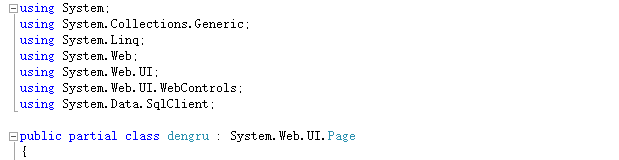 using System;
using System.Collections.Generic;
using System.Linq;
using System.Web;
using System.Web.UI;
using System.Web.UI.WebControls;
using System.Data.SqlClient;
public partial class dengru : System.Web.UI.Page
{